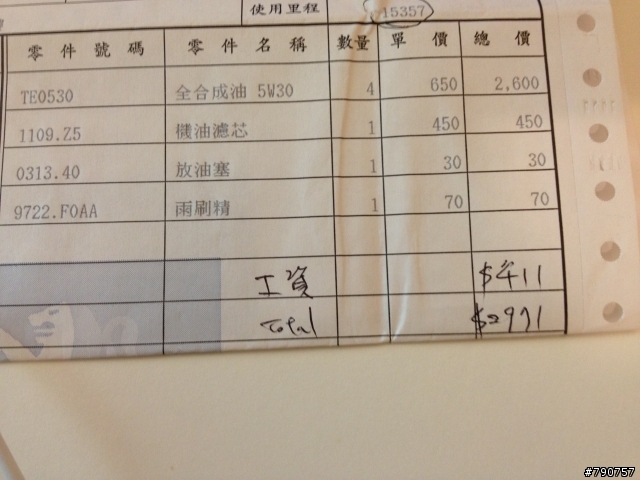 使用里程 15357
零件號碼 零件名稱 數量 單價 總價
TE0530 全合成油 5W30 4 650 2,600
1109.Z5 機油濾芯 1 450 450
0313.40 放油塞 1 30 30
9722.F0AA 雨刷精 1 70 70
工資
Total
#790757